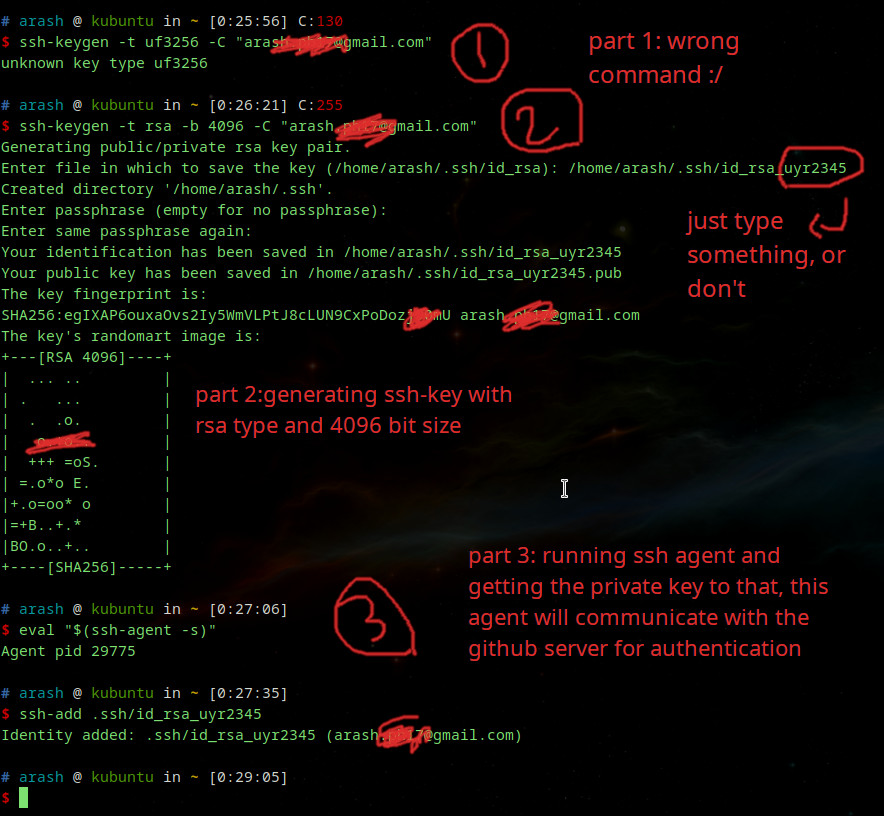 # arash @ kubuntu in ~ [0:25:56] C:130
$ ssh-keygen -t uf3256 -C "arash @gmail.com"
unknown key type uf3256
1
part 1: wrong
command :/
# arash @ kubuntu in ~ [0:26:21] C:255
$ ssh-keygen -t rsa -b 4096 -C "arash @gmail.com"
2
Generating public/private rsa key pair.
Enter file in which to save the key (/home/arash/.ssh/id_rsa): /home/arash/.ssh/id_rsa_uyr2345
Created directory '/home/arash/.ssh'.
Enter passphrase (empty for no passphrase):
Enter same passphrase again:
Your identification has been saved in /home/arash/.ssh/id_rsa_uyr2345
Your public key has been saved in /home/arash/.ssh/id_rsa_uyr2345.pub
just type
something, or
don't
The key fingerprint is:
arash @gmail.com
The key's randomart image is:
+---[RSA 4096]----+
|  ... ..         |
| .   ...         |
|  .  .o.         |
|                 |
|  +++ =oS.       |
| =.o*o E.        |
|+.o=oo* o        |
|=+B..+.*         |
|BO.o..+..        |
+----[SHA256]-----+
part 2:generating ssh-key with
rsa type and 4096 bit size
# arash @ kubuntu in ~ [0:27:06]
$ eval "$(ssh-agent -s)"
Agent pid 29775
3
part 3: running ssh agent and
getting the private key to that, this
agent will communicate with the
github server for authentication
# arash @ kubuntu in ~ [0:27:35]
$ ssh-add .ssh/id_rsa_uyr2345
Identity added: .ssh/id_rsa_uyr2345 (arash @gmail.com)
# arash @ kubuntu in ~ [0:29:05]
$